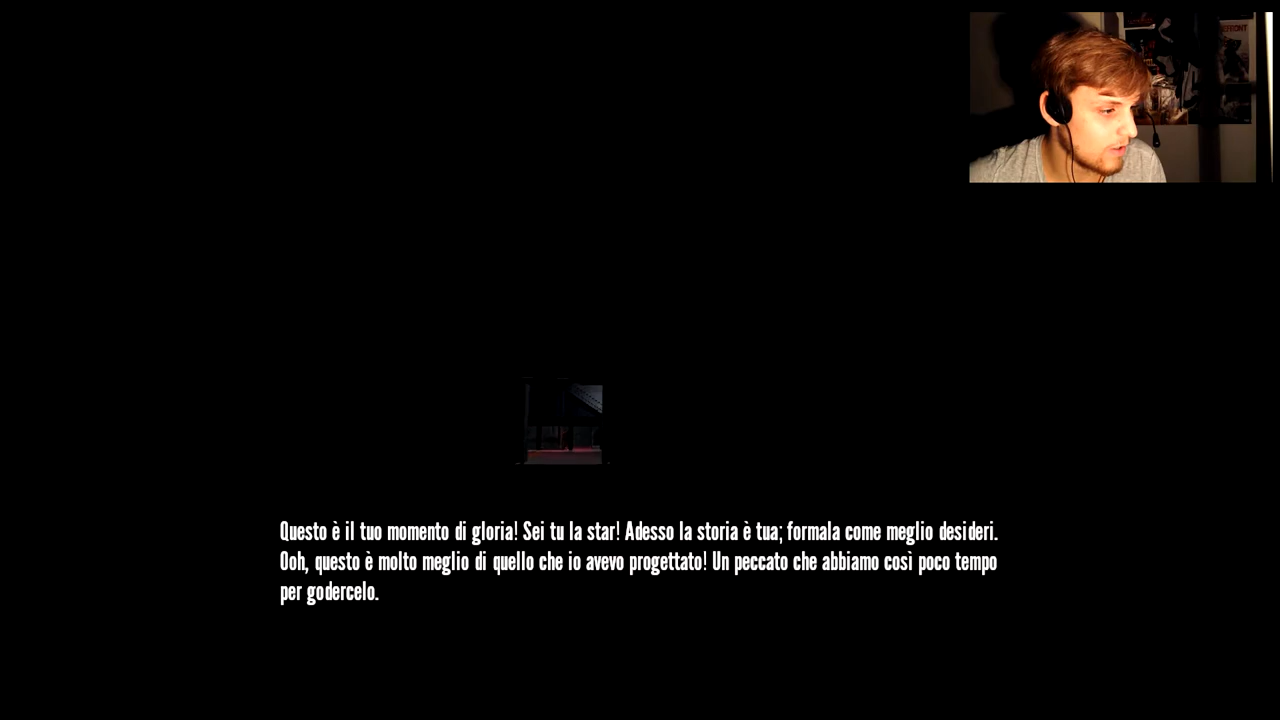 Questo è il tuo momento di gloria! Sei tu la star! Adesso la storia è tua; formala come meglio desideri.
Ooh, questo è molto meglio di quello che io avevo progettato! Un peccato che abbiamo così poco tempo
per godercelo.